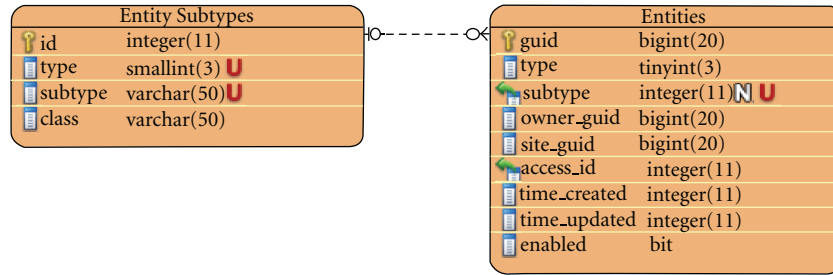 Entity Subtypes
id integer(11)
type smallint(3) U
subtype varchar(50) U
class varchar(50)
Entities
guid bigint(20)
type tinyint(3)
subtype integer(11) N U
owner_guid bigint(20)
site_guid bigint(20)
access_id integer(11)
time_created integer(11)
time_updated integer(11)
enabled bit